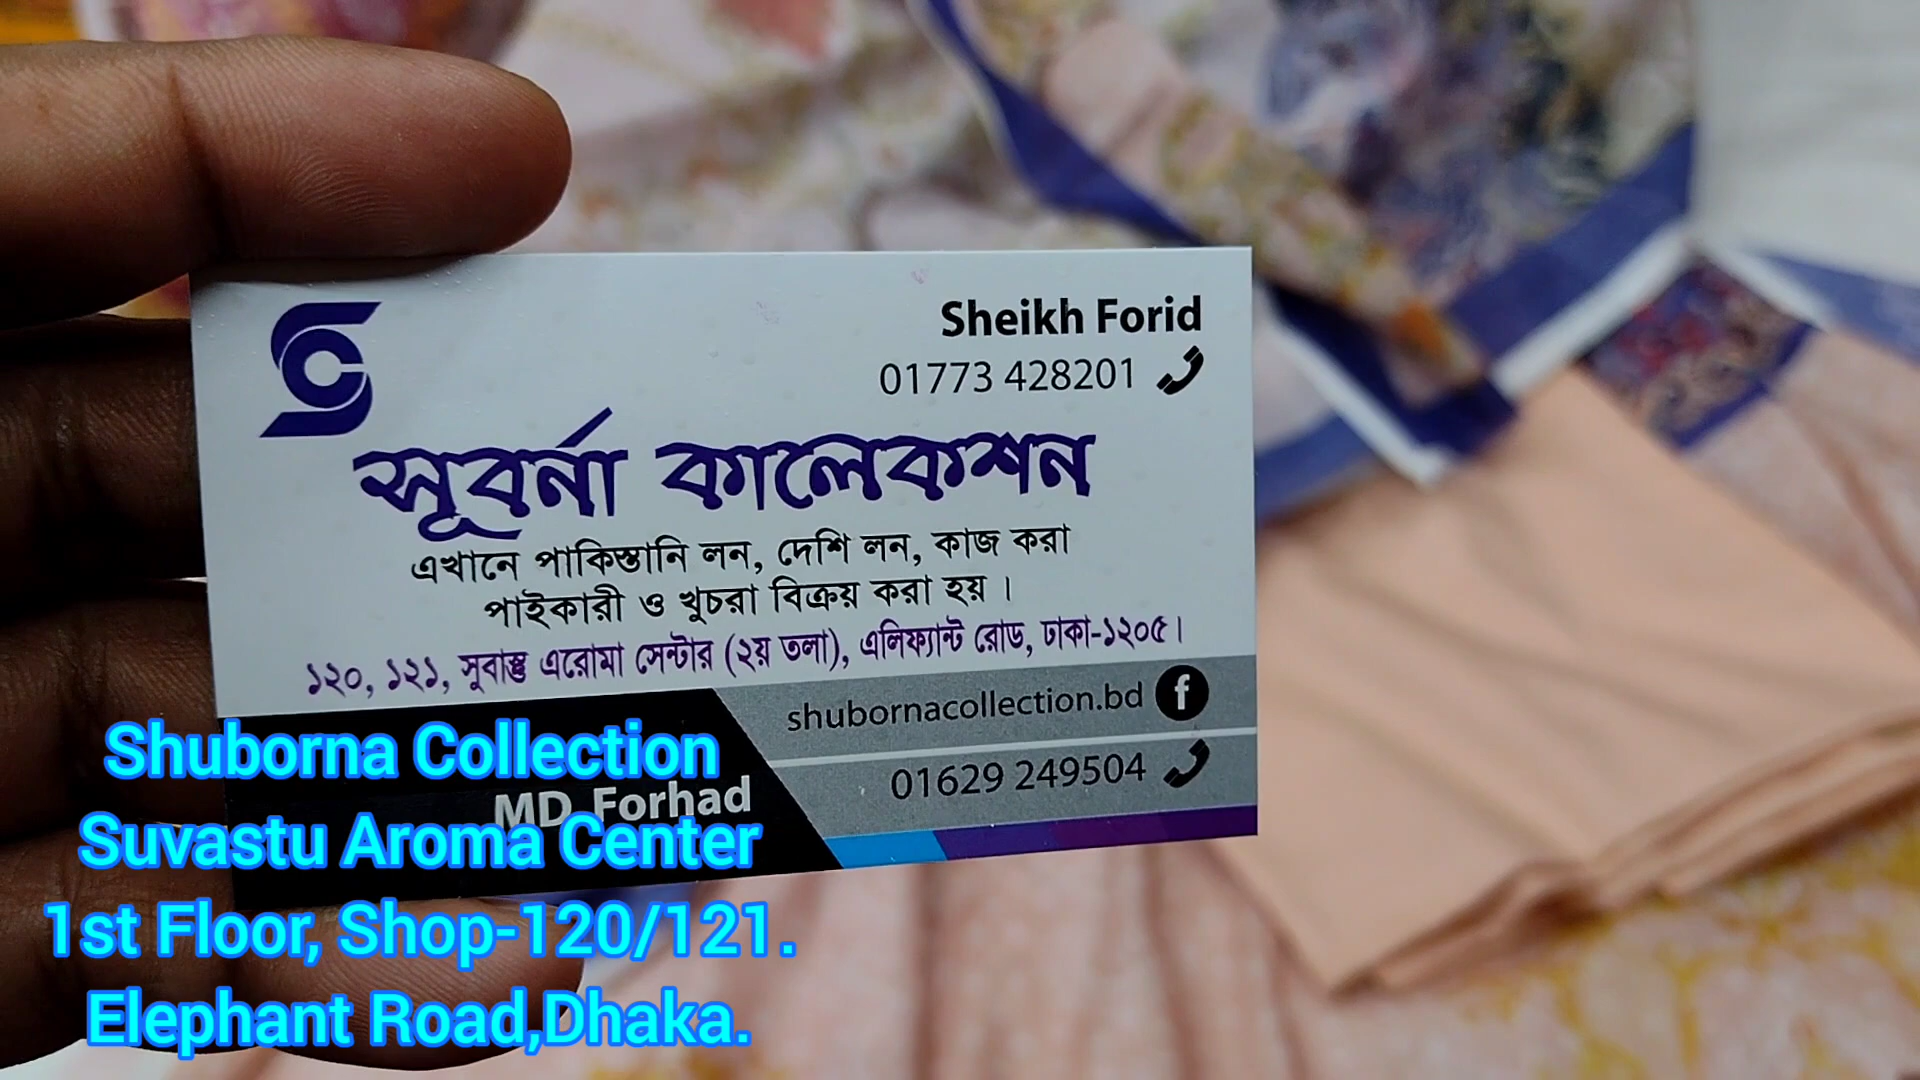 Sheikh Forid
01773 428201
সূবর্না কালেকশন
এখানে পাকিস্তানি লন, দেশি লন, কাজ করা
পাইকারী ও খুচরা বিক্রয় করা হয় ।
১২০, ১২১, সুবাস্তু এরোমা সেন্টার (২য় তলা), এলিফ্যান্ট রোড, ঢাকা-১২০৫।
shubornacollection.bd
MD. Forhad
01629 249504
Shuborna Collection
Suvastu Aroma Center
1st Floor, Shop-120/121.
Elephant Road,Dhaka.